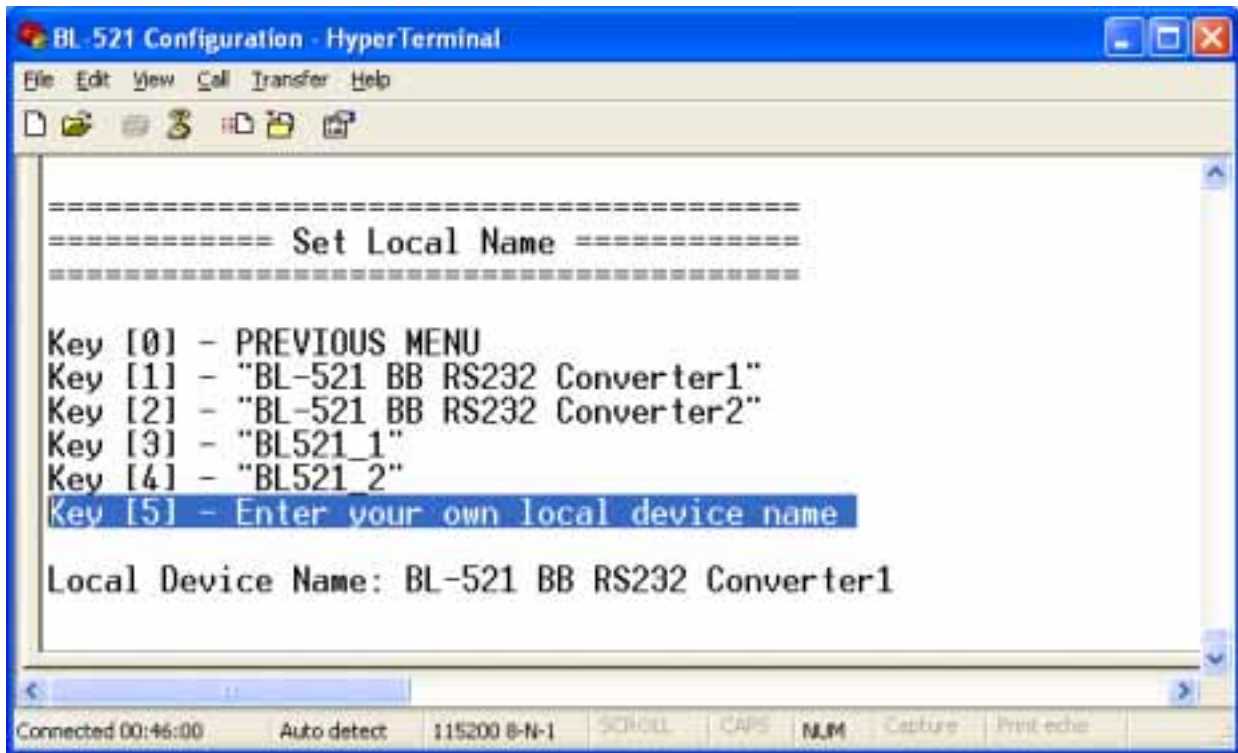 BL-521 Configuration - HyperTerminal
File Edit View Call Transfer Help
========================================
============ Set Local Name ============
========================================
Key [0] - PREVIOUS MENU
Key [1] - "BL-521 BB RS232 Converter1"
Key [2] - "BL-521 BB RS232 Converter2"
Key [3] - "BL521_1"
Key [4] - "BL521_2"
Key [5] - Enter your own local device name
Local Device Name: BL-521 BB RS232 Converter1
Connected 00:46:00 Auto detect 115200 8-N-1 SCROLL CAPS NUM Capture Print echo